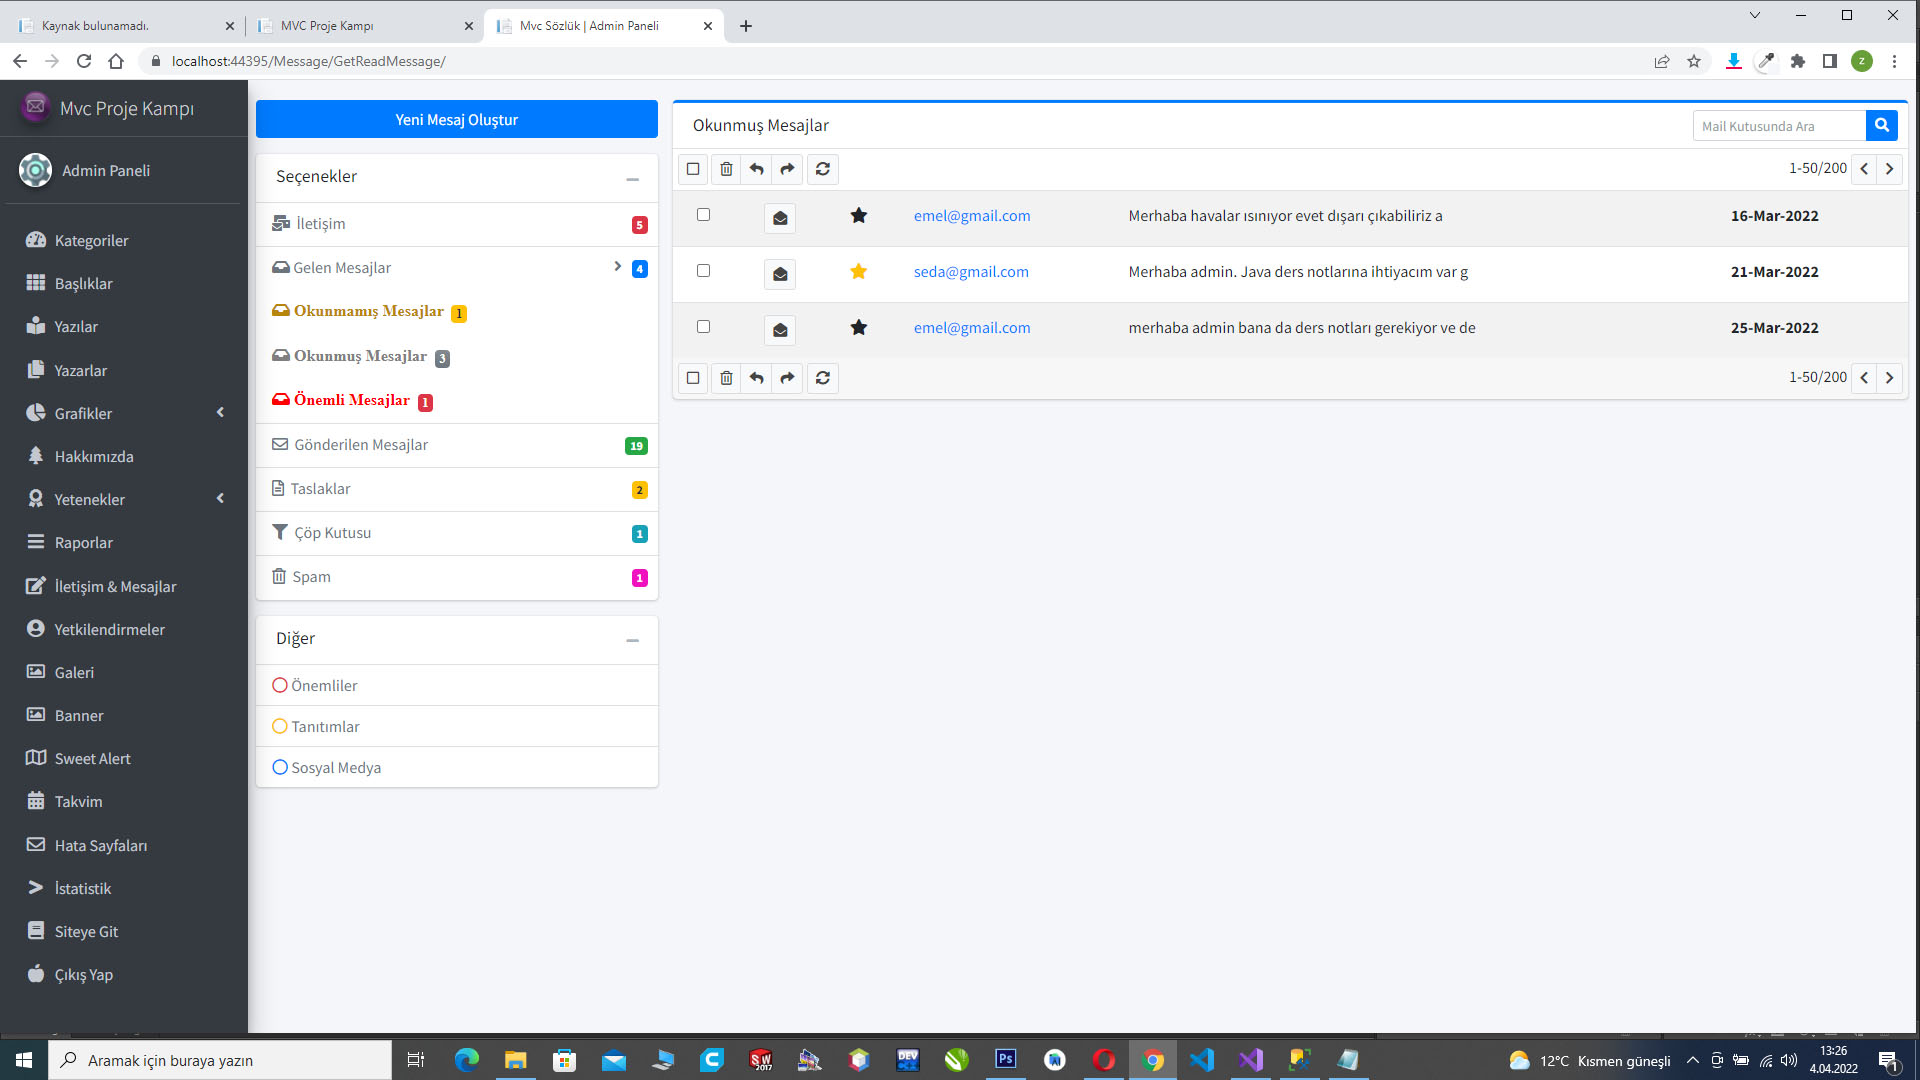 Kaynak bulunamadı.
MVC Proje Kampı
Mvc Sözlük | Admin Paneli
localhost:44395/Message/GetReadMessage/
Z
Mvc Proje Kampı
Admin Paneli
Kategoriler
Başlıklar
Yazılar
Yazarlar
Grafikler
Hakkımızda
Yetenekler
Raporlar
İletişim & Mesajlar
Yetkilendirmeler
Galeri
Banner
Sweet Alert
Takvim
Hata Sayfaları
İstatistik
Siteye Git
Çıkış Yap
Yeni Mesaj Oluştur
Seçenekler
İletişim 5
Gelen Mesajlar 4
Okunmamış Mesajlar 1
Okunmuş Mesajlar 3
Önemli Mesajlar 1
Gönderilen Mesajlar 19
Taslaklar 2
Çöp Kutusu 1
Spam 1
Diğer
Önemliler
Tanıtımlar
Sosyal Medya
Okunmuş Mesajlar
Mail Kutusunda Ara
1-50/200
emel@gmail.com Merhaba havalar ısınıyor evet dışarı çıkabiliriz a 16-Mar-2022
seda@gmail.com Merhaba admin. Java ders notlarına ihtiyacım var g 21-Mar-2022
emel@gmail.com merhaba admin bana da ders notları gerekiyor ve de 25-Mar-2022
1-50/200
Aramak için buraya yazın
SW
2017
DEV
Ps
12°C Kısmen güneşli
13:26
4.04.2022
1